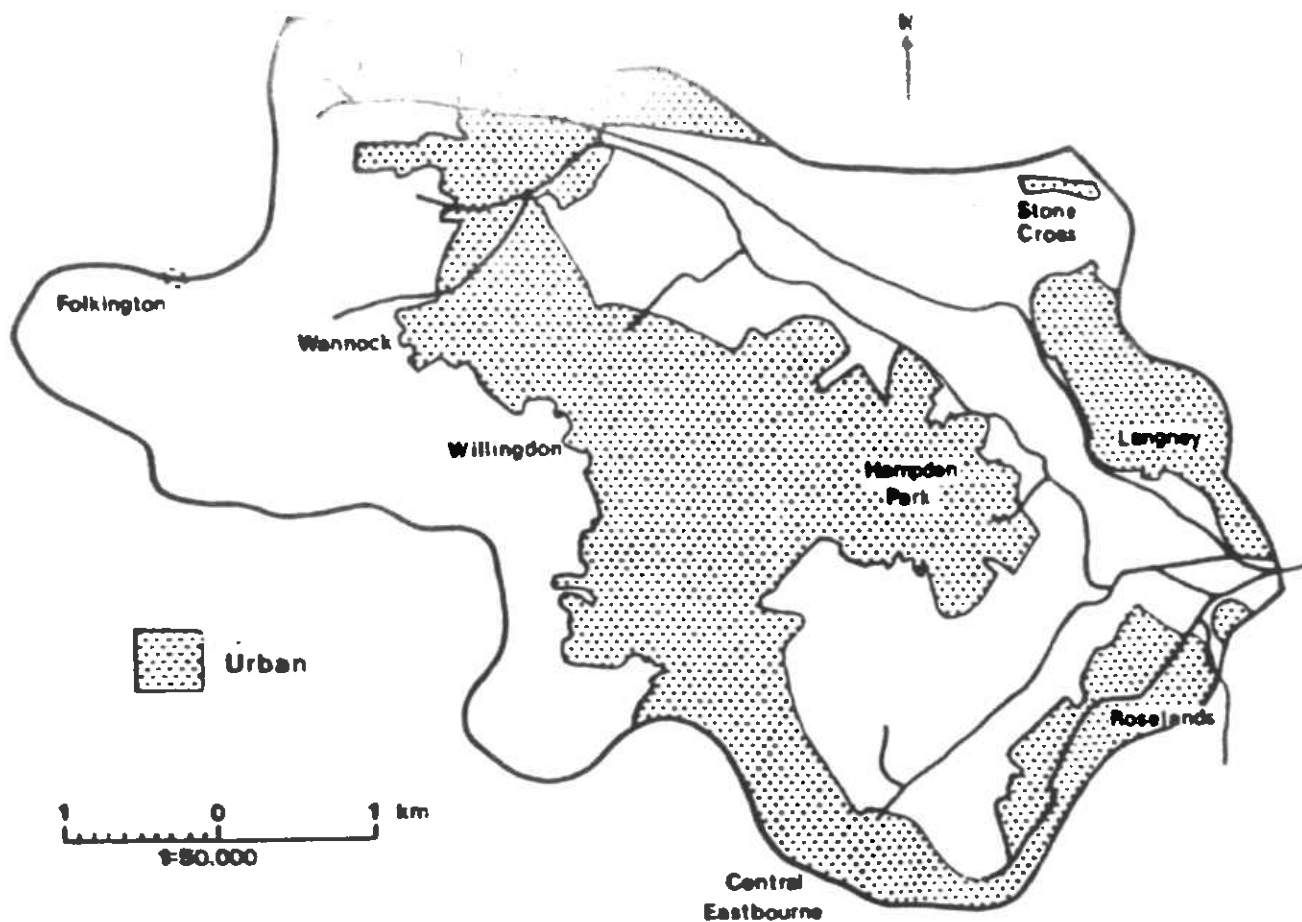 N
Stone
Cross
Folkington
Wannock
Willingdon
Langney
Hampden
Park
Urban
Roselands
1 0 1 km
1=50.000
Central
Eastbourne